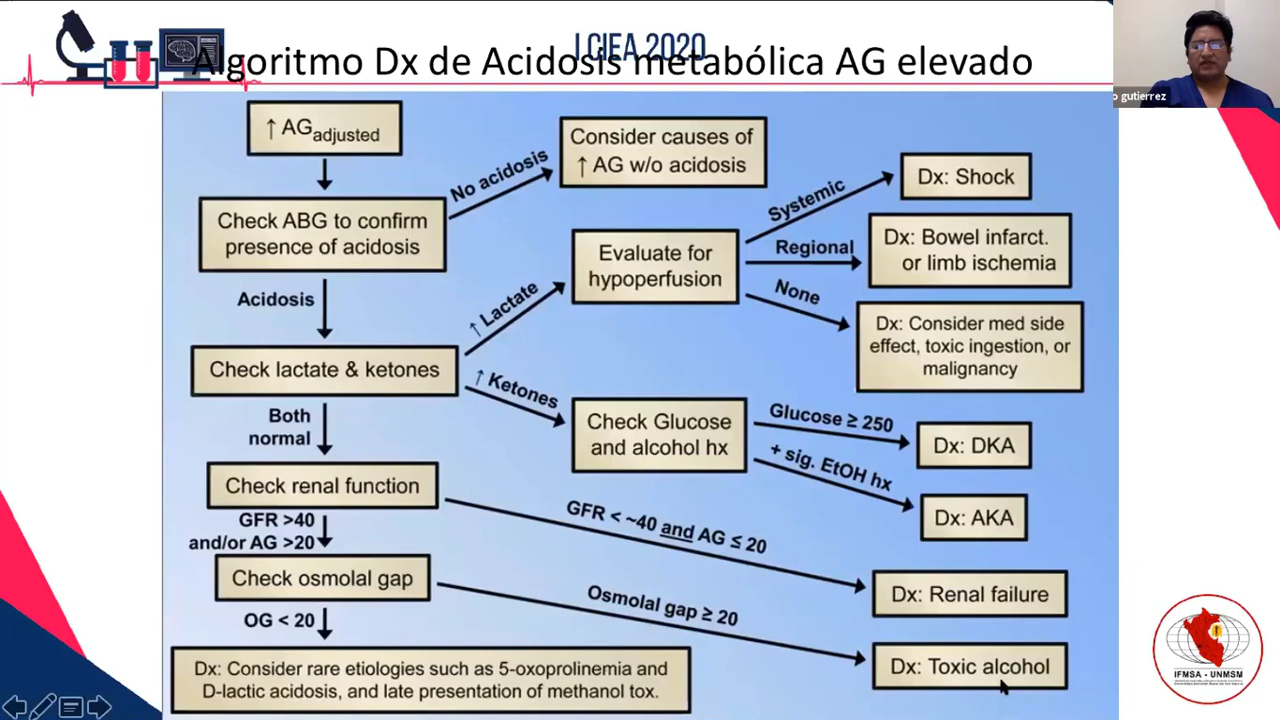 I CIEA 2020
Algoritmo Dx de Acidosis metabólica AG elevado
o gutierrez
↑ AGadjusted
Consider causes of
↑ AG w/o acidosis
No acidosis
Check ABG to confirm
presence of acidosis
Acidosis
Systemic
Dx: Shock
Evaluate for
hypoperfusion
Regional
Dx: Bowel infarct.
or limb ischemia
None
Dx: Consider med side
effect, toxic ingestion, or
malignancy
↑ Lactate
Check lactate & ketones
↑ Ketones
Both
normal
Check Glucose
and alcohol hx
Glucose ≥ 250
Dx: DKA
+ sig. EtOH hx
Dx: AKA
Check renal function
GFR < ~40 and AG ≤ 20
Dx: Renal failure
GFR >40
and/or AG >20
Check osmolal gap
Osmolal gap ≥ 20
Dx: Toxic alcohol
OG < 20
Dx: Consider rare etiologies such as 5-oxoprolinemia and
D-lactic acidosis, and late presentation of methanol tox.
IFMSA - UNMSM